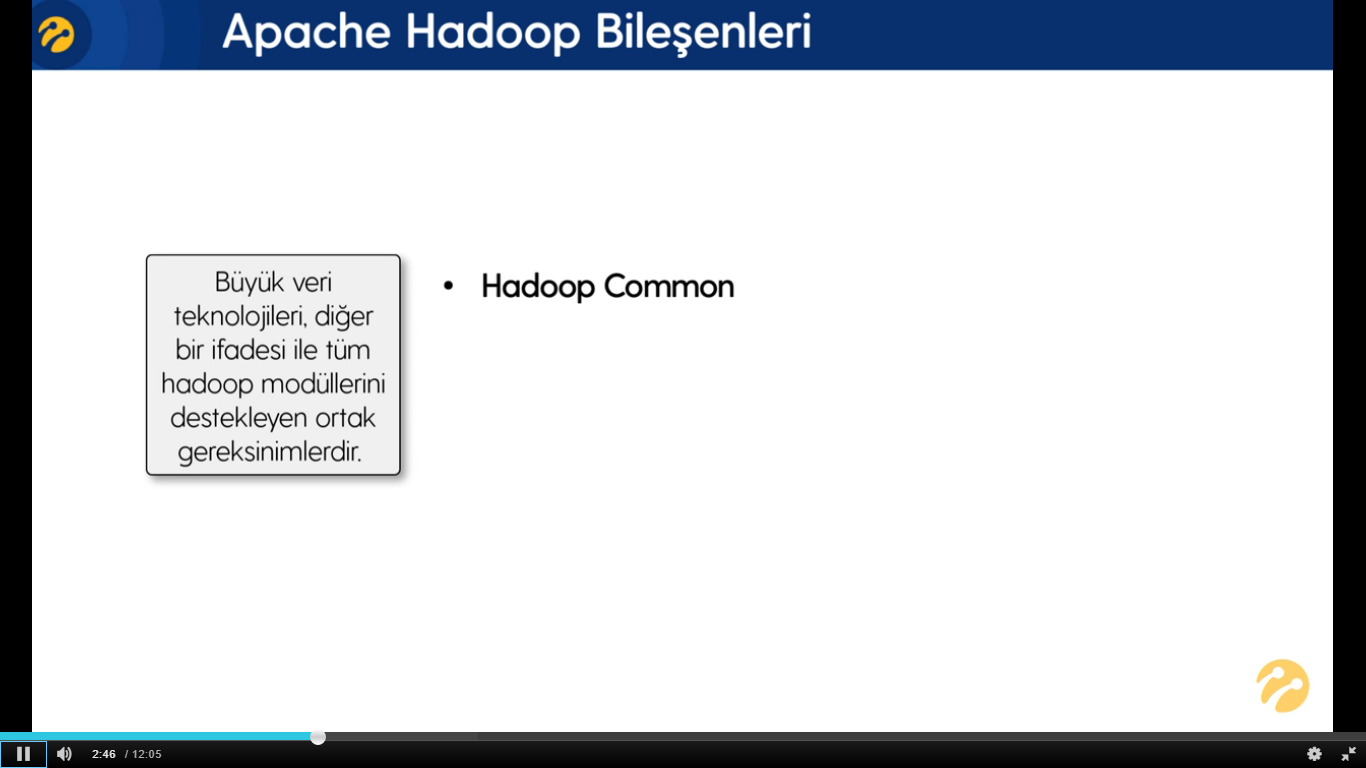 Apache Hadoop Bileşenleri
Büyük veri
teknolojileri, diğer
bir ifadesi ile tüm
hadoop modüllerini
destekleyen ortak
gereksinimlerdir.
• Hadoop Common
2:46 / 12:05